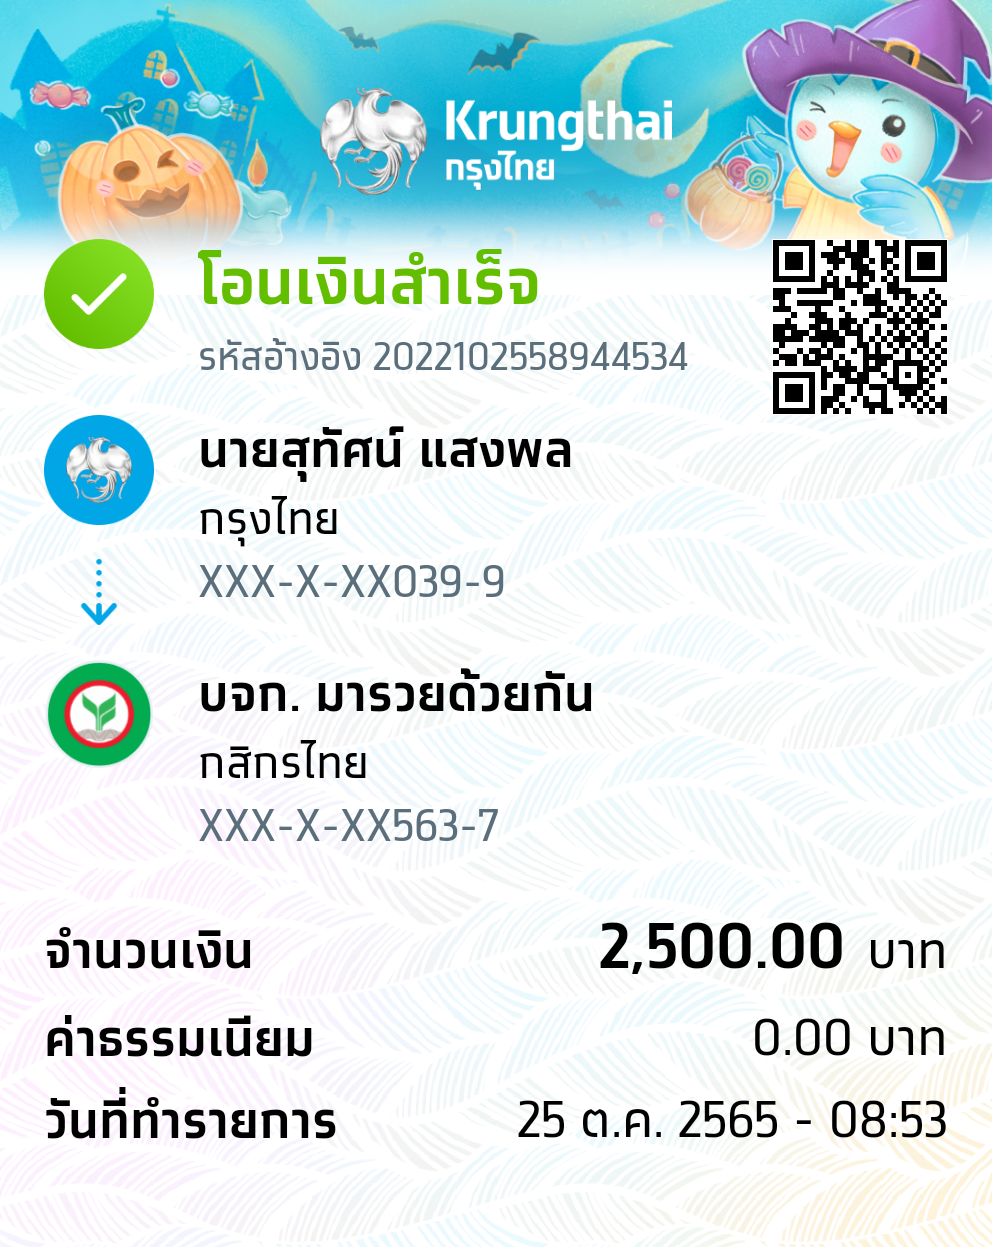 Krungthai
กรุงไทย
โอนเงินสำเร็จ
รหัสอ้างอิง 2022102558944534
นายสุทัศน์ แสงพล
กรุงไทย
XXX-X-XX039-9
บจก. มารวยด้วยกัน
กสิกรไทย
XXX-X-XX563-7
จำนวนเงิน 2,500.00 บาท
ค่าธรรมเนียม 0.00 บาท
วันที่ทำรายการ 25 ต.ค. 2565 - 08:53